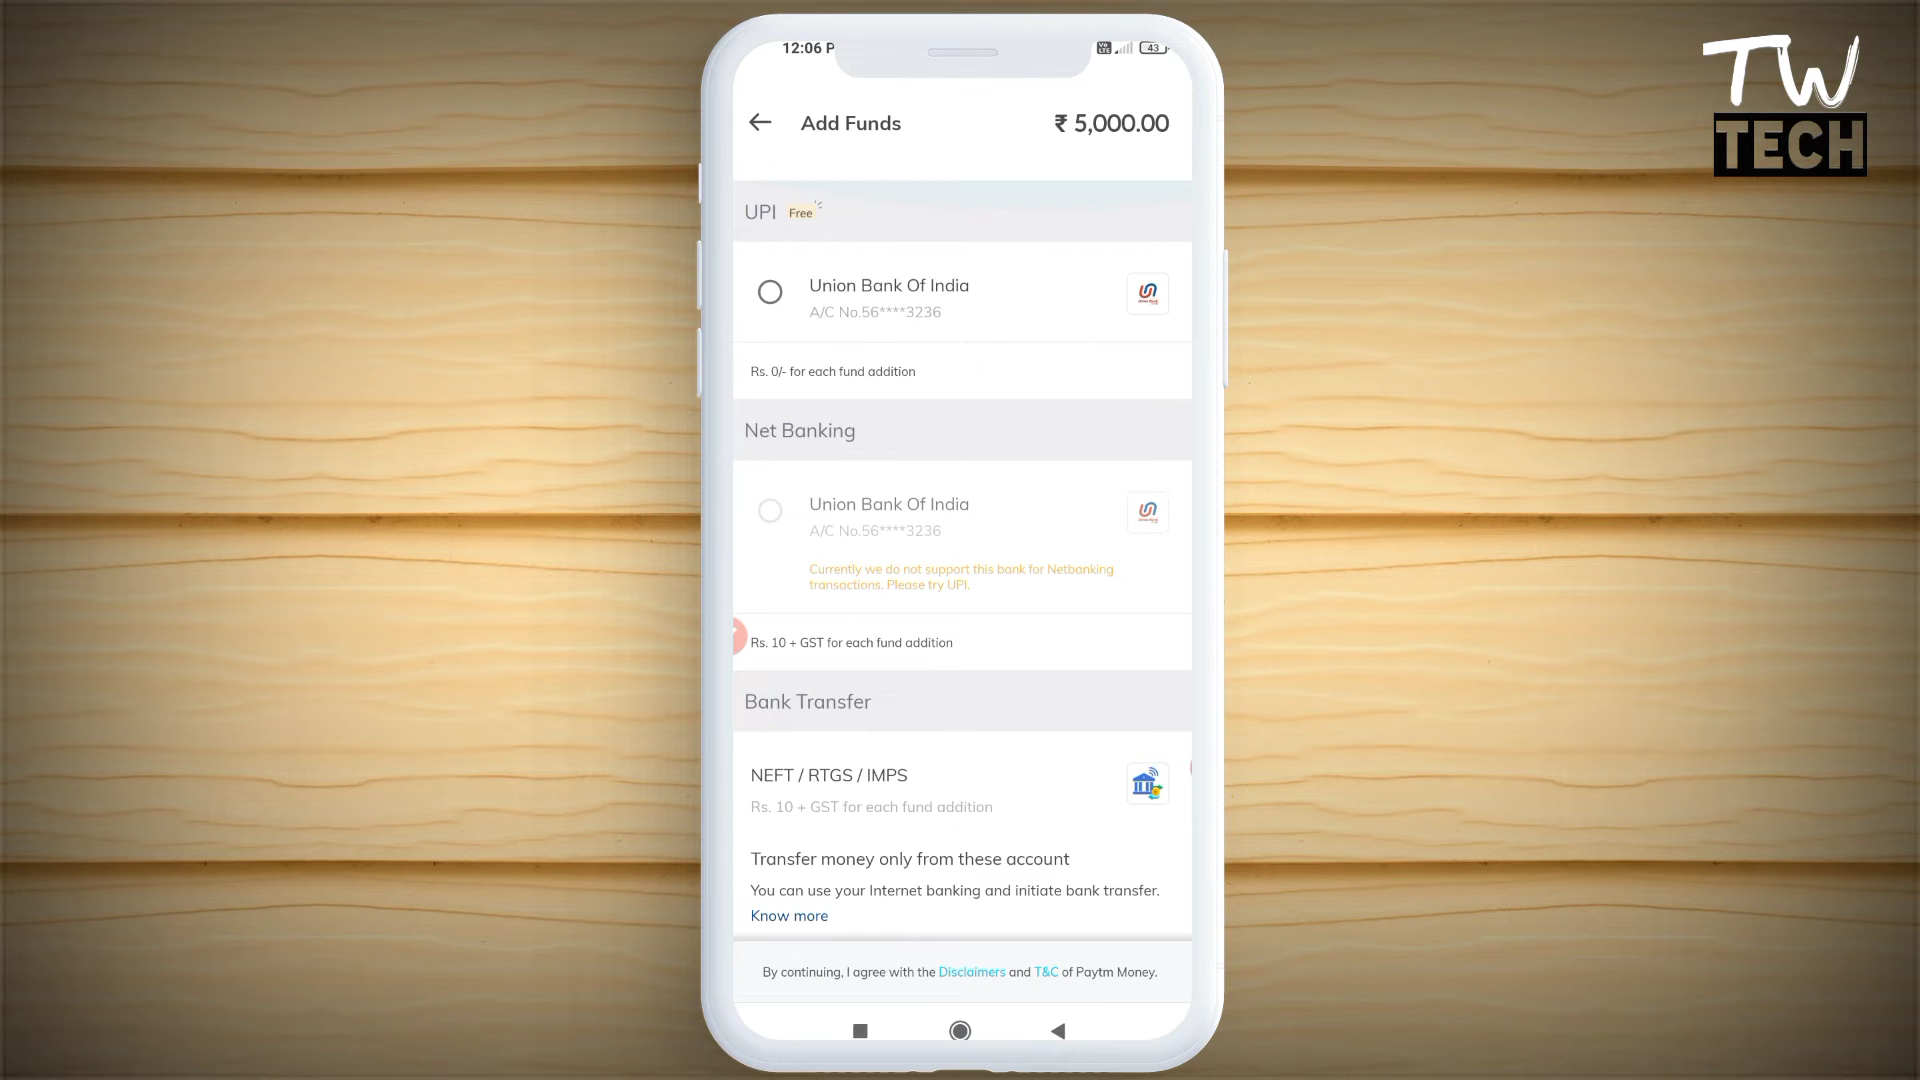 12:06 P
43
TW
TECH
Add Funds
₹ 5,000.00
UPI Free
Union Bank Of India
A/C No.56****3236
Rs. 0/- for each fund addition
Net Banking
Union Bank Of India
A/C No.56****3236
Currently we do not support this bank for Netbanking
transactions. Please try UPI.
Rs. 10 + GST for each fund addition
Bank Transfer
NEFT / RTGS / IMPS
Rs. 10 + GST for each fund addition
Transfer money only from these account
You can use your Internet banking and initiate bank transfer.
Know more
By continuing, I agree with the Disclaimers and T&C of Paytm Money.